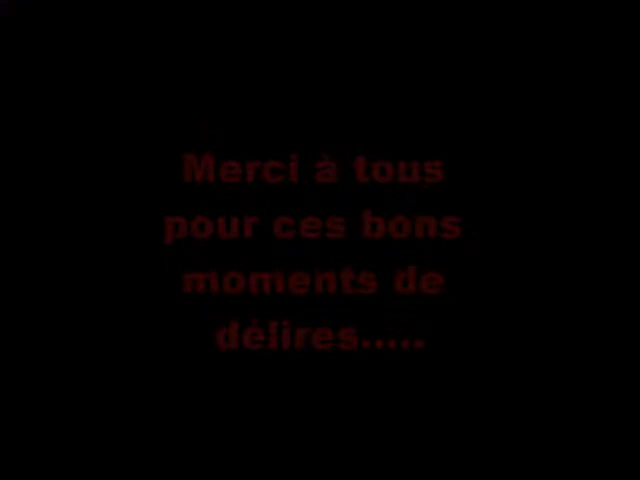 Merci à tous
pour ces bons
moments de
délires.....